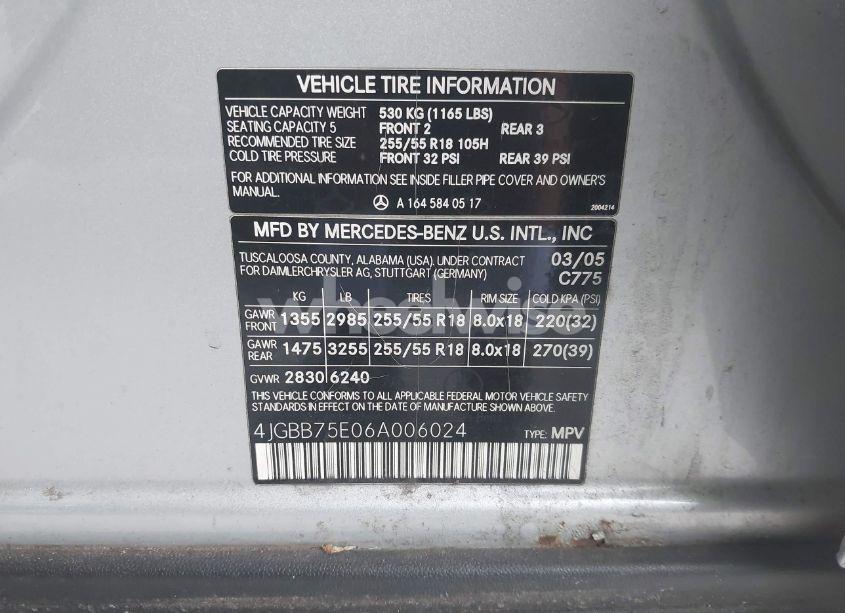 VEHICLE TIRE INFORMATION
VEHICLE CAPACITY WEIGHT 530 KG (1165 LBS)
SEATING CAPACITY 5 FRONT 2 REAR 3
RECOMMENDED TIRE SIZE 255/55 R18 105H
COLD TIRE PRESSURE FRONT 32 PSI REAR 39 PSI
FOR ADDITIONAL INFORMATION SEE INSIDE FILLER PIPE COVER AND OWNER'S
MANUAL
A 164 584 05 17 2004214
MFD BY MERCEDES-BENZ U.S. INTL., INC
TUSCALOOSA COUNTY, ALABAMA (USA). UNDER CONTRACT 03/05
FOR DAIMLERCHRYSLER AG, STUTTGART (GERMANY) C775
KG LB TIRES RIM SIZE COLD KPA (PSI)
GAWR FRONT 1355 2985 255/55 R18 8.0x18 220(32)
GAWR REAR 1475 3255 255/55 R18 8.0x18 270(39)
GVWR 2830 6240
THIS VEHICLE CONFORMS TO ALL APPLICABLE FEDERAL MOTOR VEHICLE SAFETY
STANDARDS IN EFFECT ON THE DATE OF MANUFACTURE SHOWN ABOVE.
4JGBB75E06A006024 TYPE: MPV